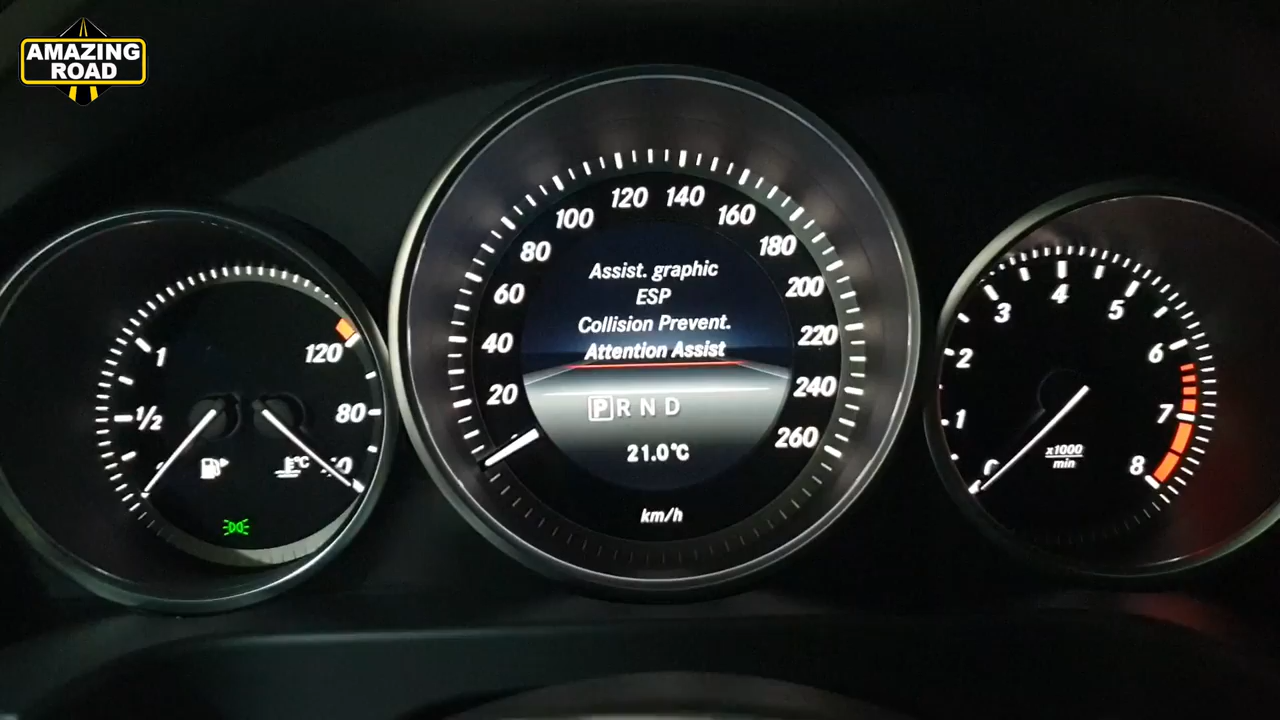 AMAZING
ROAD
1
1/2
120
80
°C
20
40
60
80
100
120
140
160
180
200
220
240
260
Assist. graphic
ESP
Collision Prevent.
Attention Assist
P R N D
21.0°C
km/h
0
1
2
3
4
5
6
7
8
x1000
min